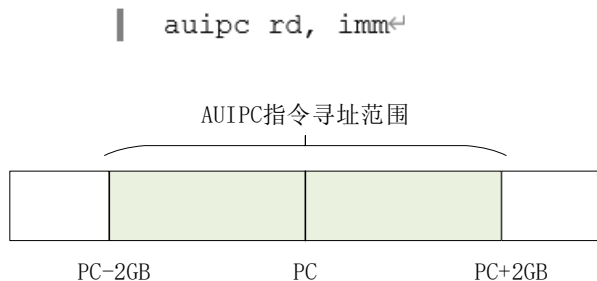 auipc rd, imm↵
AUIPC指令寻址范围
PC-2GB PC PC+2GB